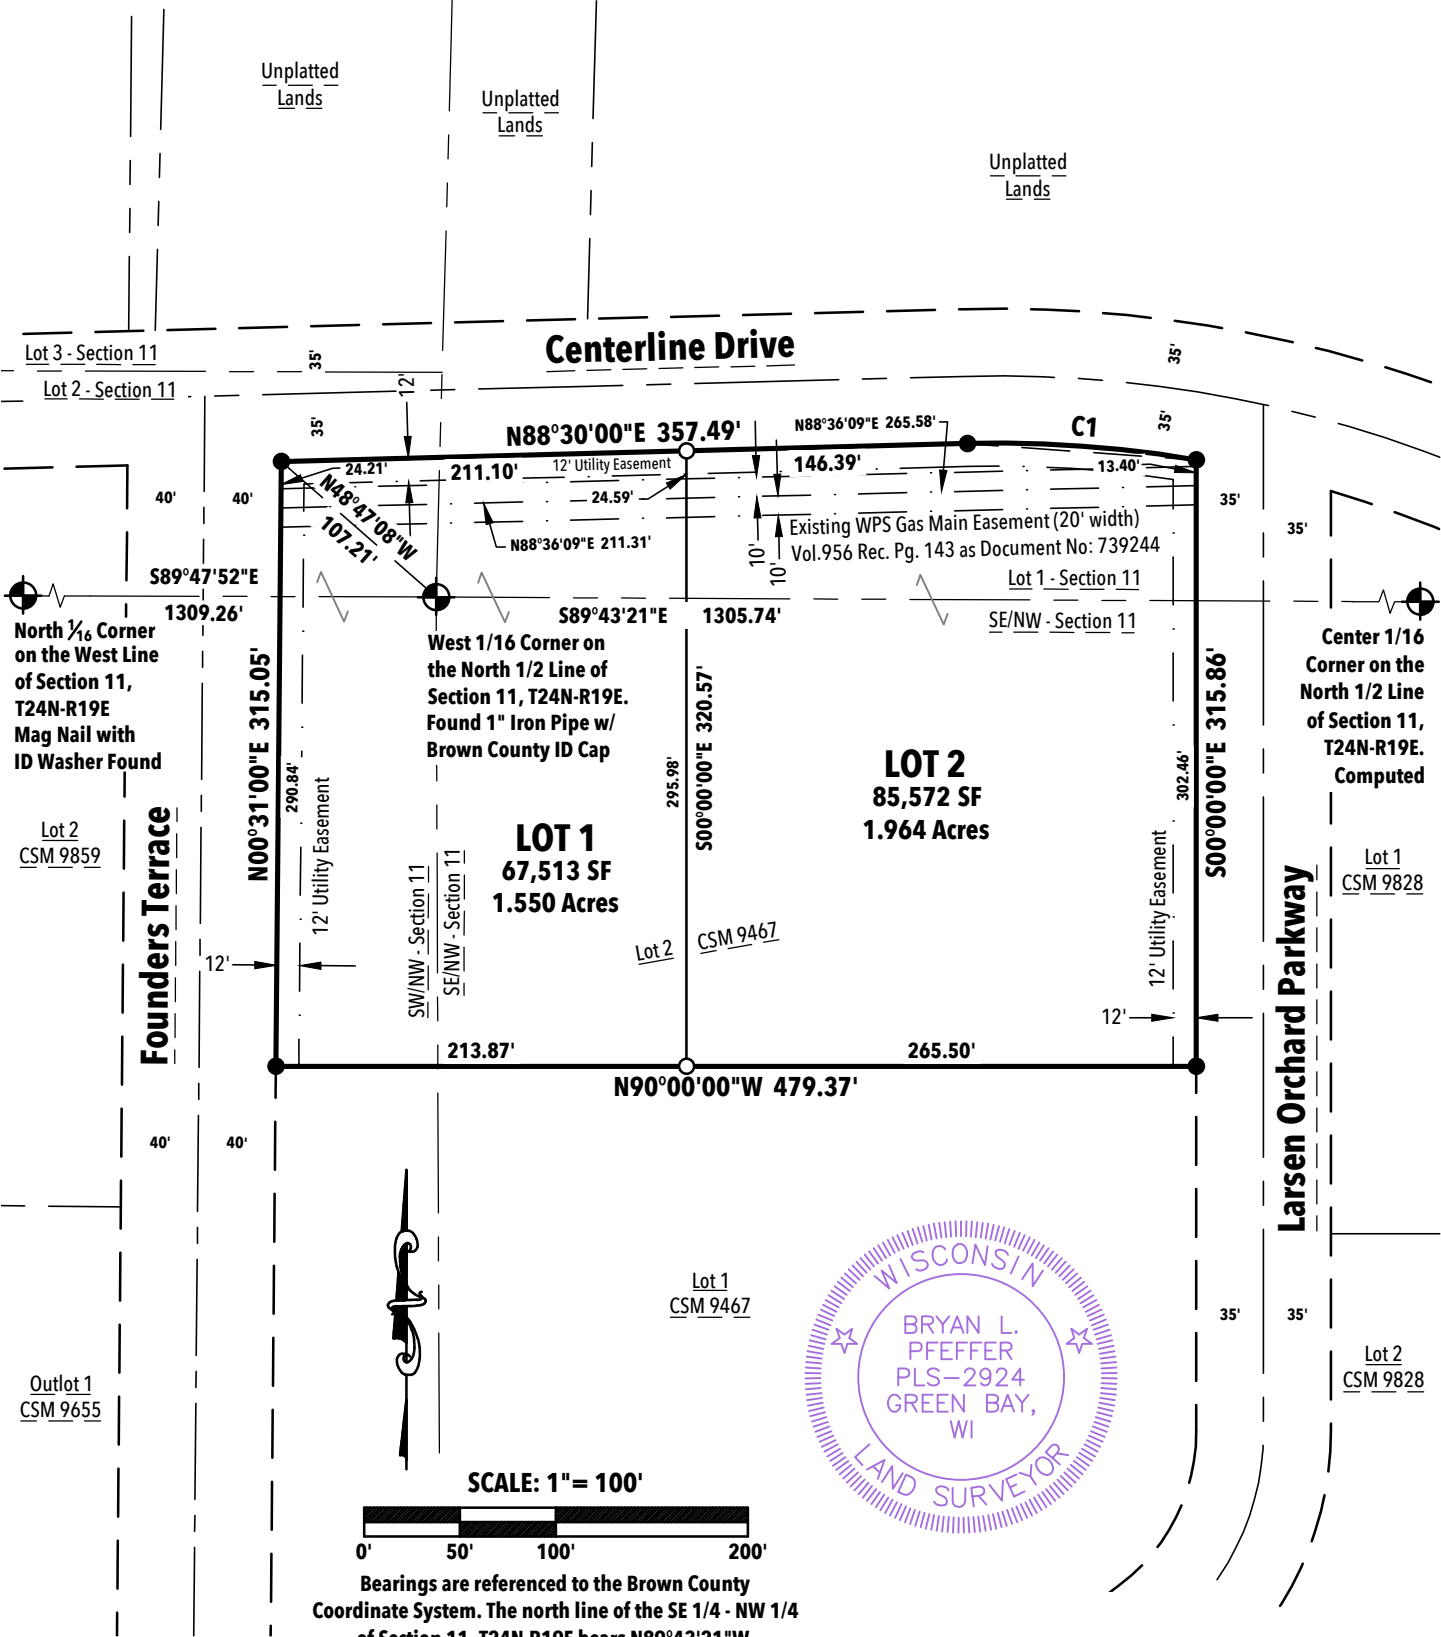 Unplatted
Lands
Unplatted
Lands
Unplatted
Lands
Centerline Drive
Lot 3 - Section 11
Lot 2 - Section 11
35'
35'
12'
35'
35'
N88°30'00"E 357.49'
N88°36'09"E 265.58'
C1
24.21'
211.10'
12' Utility Easement
146.39'
13.40'
40'
40'
N48°47'08"W
107.21'
24.59'
35'
35'
N88°36'09"E 211.31'
10'
10'
Existing WPS Gas Main Easement (20' width)
Vol.956 Rec. Pg. 143 as Document No: 739244
S89°47'52"E
1309.26'
Lot 1 - Section 11
SE/NW - Section 11
S89°43'21"E 1305.74'
North 1/16 Corner
on the West Line
of Section 11,
T24N-R19E
Mag Nail with
ID Washer Found
West 1/16 Corner on
the North 1/2 Line of
Section 11, T24N-R19E.
Found 1" Iron Pipe w/
Brown County ID Cap
Center 1/16
Corner on the
North 1/2 Line
of Section 11,
T24N-R19E.
Computed
N00°31'00"E 315.05'
290.84'
12' Utility Easement
295.98'
S00°00'00"E 320.57'
302.46'
S00°00'00"E 315.86'
12' Utility Easement
LOT 2
85,572 SF
1.964 Acres
LOT 1
67,513 SF
1.550 Acres
Lot 2
CSM 9859
Lot 1
CSM 9828
Founders Terrace
SW/NW - Section 11
SE/NW - Section 11
Lot 2 CSM 9467
Larsen Orchard Parkway
12'
12'
213.87'
265.50'
N90°00'00"W 479.37'
40'
40'
Lot 1
CSM 9467
35'
35'
WISCONSIN
BRYAN L.
PFEFFER
PLS-2924
GREEN BAY,
WI
LAND SURVEYOR
Outlot 1
CSM 9655
Lot 2
CSM 9828
SCALE: 1"= 100'
0' 50' 100' 200'
Bearings are referenced to the Brown County
Coordinate System. The north line of the SE 1/4 - NW 1/4
of Section 11, T24N-R19E bears N89°43'21"W